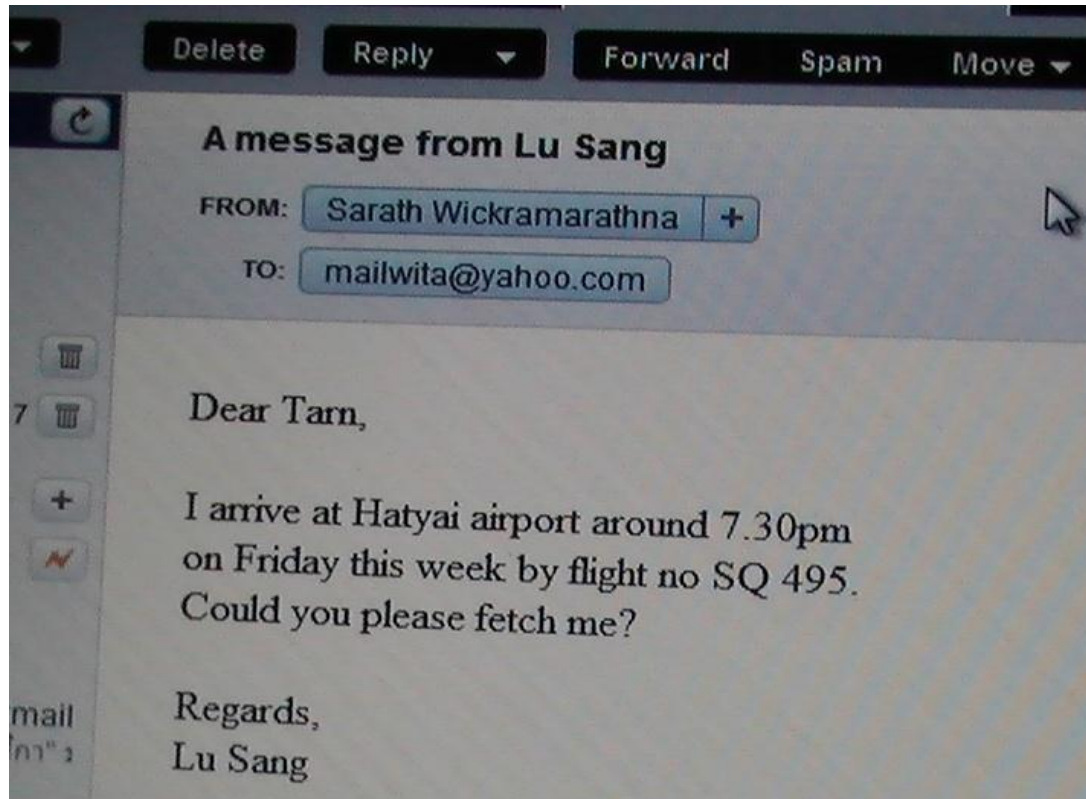 Delete Reply Forward Spam Move
A message from Lu Sang
FROM: Sarath Wickramarathna +
TO: mailwita@yahoo.com
7
Dear Tarn,
I arrive at Hatyai airport around 7.30pm
on Friday this week by flight no SQ 495.
Could you please fetch me?
Regards,
mail
Lu Sang